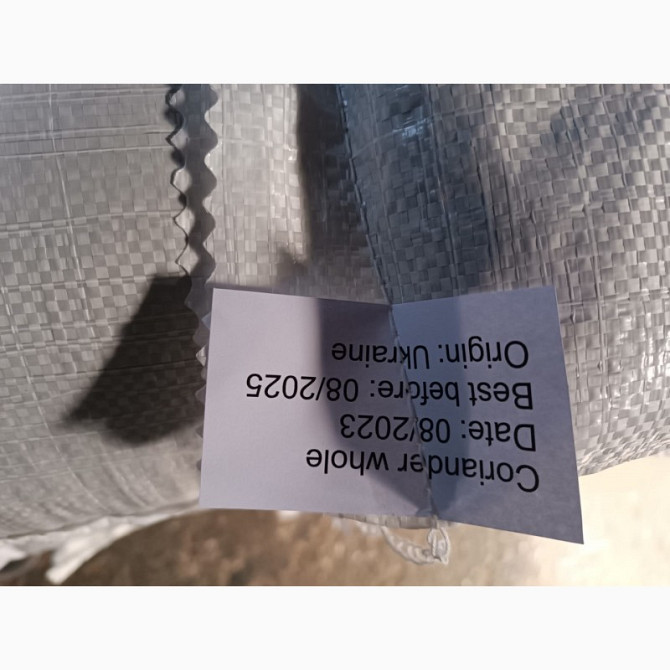 Coriander whole
Date: 08/2023
Best before: 08/2025
Origin: Ukraine